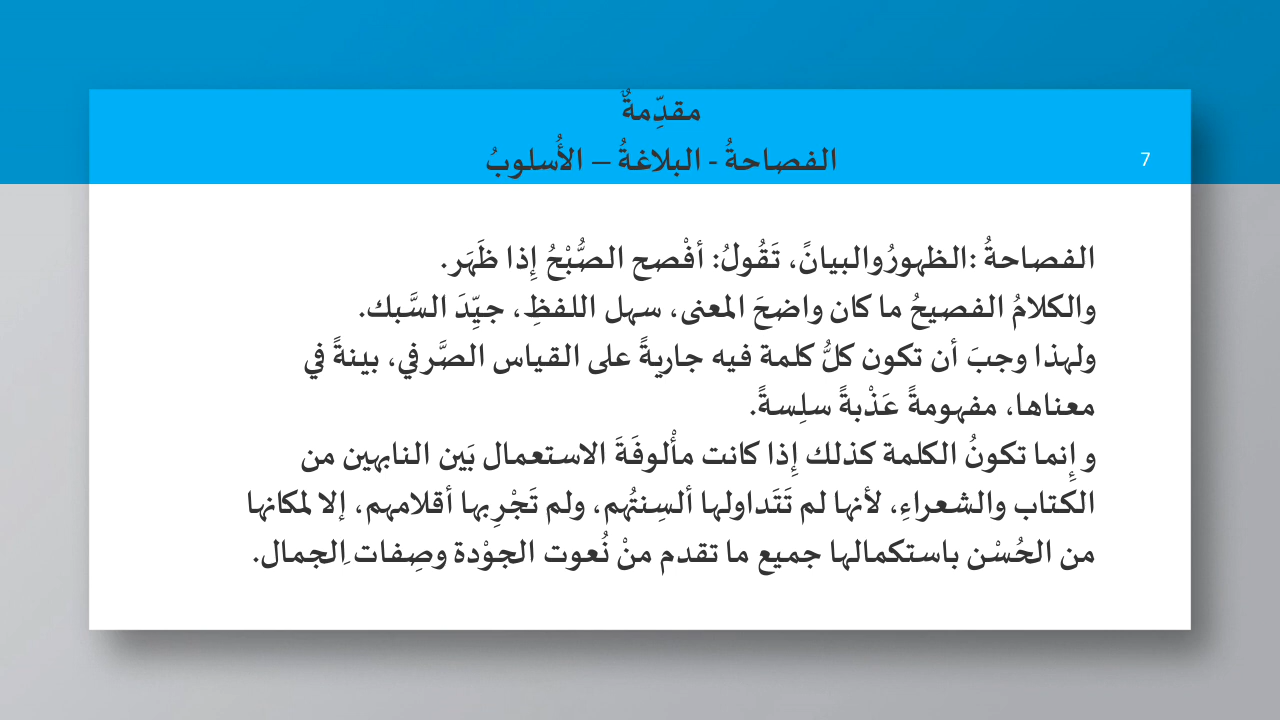 مقدِّمةٌ
الفصاحةُ - البلاغةُ – الأُسلوبُ
7
الفصاحةُ :الظهورُوالبيانً، تَقُولُ: أفْصح الصُّبْحُ إِذا ظَهَر.
والكلامُ الفصيحُ ما كان واضحَ المعنى، سهل اللفظِ، جيِّدَ السَّبك.
ولهذا وجبَ أن تكون كلُّ كلمة فيه جاريةً على القياس الصَّرفي، بينةً في
معناها، مفهومةً عَذْبةً سلِسةً.
و إِنما تكونُ الكلمة كذلك إِذا كانت مأْلوفَةَ الاستعمال بَين النابهين من
الكتاب والشعراءِ، لأنها لم تَتَداولها ألسِنتُهم، ولم تَجْرِبها أقلامهم، إلا لمكانها
من الحُسْن باستكمالها جميع ما تقدم منْ نُعوت الجوْدة وصِفات ِالجمال.